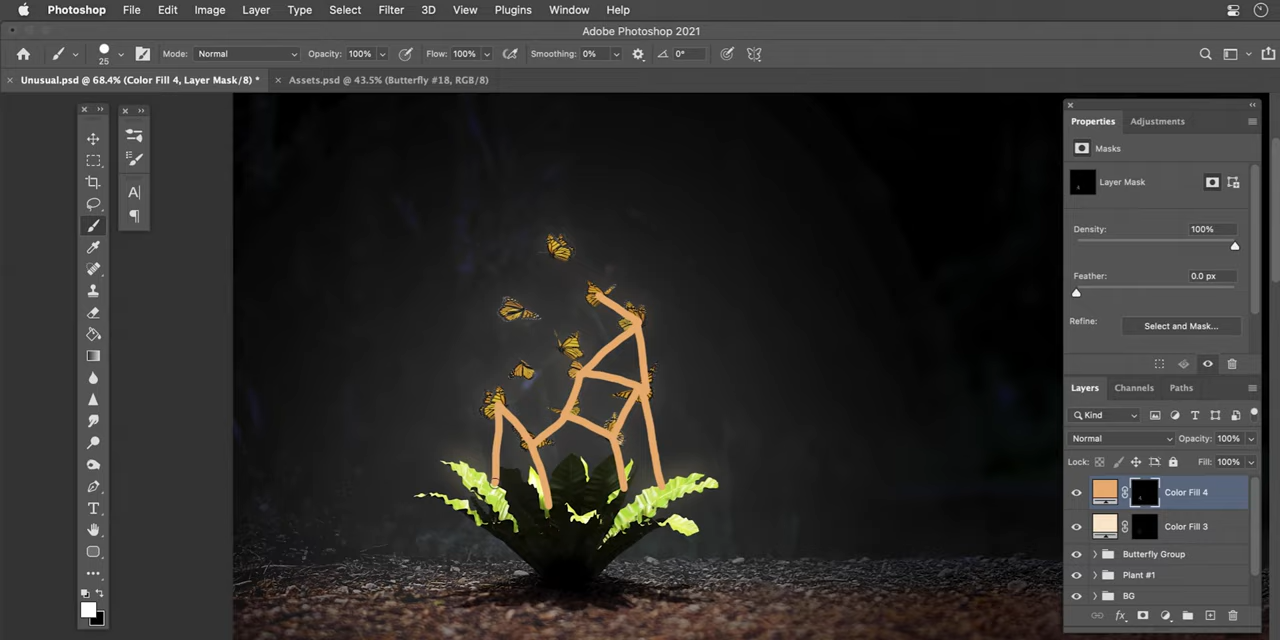 Photoshop File Edit Image Layer Type Select Filter 3D View Plugins Window Help
Adobe Photoshop 2021
25 Mode: Normal Opacity: 100% Flow: 100% Smoothing: 0% 0°
Unusual.psd @ 68.4% (Color Fill 4, Layer Mask/8) * Assets.psd @ 43.5% (Butterfly #18, RGB/8)
Properties Adjustments
Masks
Layer Mask
Density: 100%
Feather: 0.0 px
Refine: Select and Mask...
Layers Channels Paths
Kind
Normal Opacity: 100%
Lock: Fill: 100%
Color Fill 4
Color Fill 3
Butterfly Group
Plant #1
BG
fx